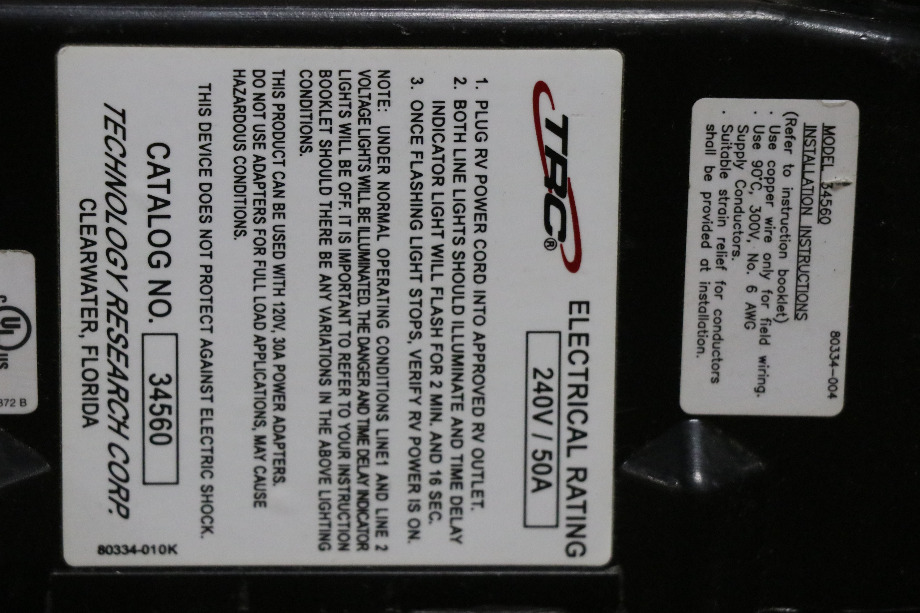 MODEL 34560
INSTALLATION INSTRUCTIONS
(Refer to instruction booklet)
· Use copper wire only for field wiring.
· Use 90°C, 300V, No. 6 AWG
Supply Conductors.
· Suitable strain relief for conductors
shall be provided at installation.
80334-004
TRC®
ELECTRICAL RATING
240V / 50A
1. PLUG RV POWER CORD INTO APPROVED RV OUTLET.
2. BOTH LINE LIGHTS SHOULD ILLUMINATE AND TIME DELAY
INDICATOR LIGHT WILL FLASH FOR 2 MIN. AND 16 SEC.
3. ONCE FLASHING LIGHT STOPS, VERIFY RV POWER IS ON.
NOTE: UNDER NORMAL OPERATING CONDITIONS LINE1 AND LINE 2
VOLTAGE LIGHTS WILL BE ILLUMINATED. THE DANGER AND TIME DELAY INDICATOR
LIGHTS WILL BE OFF. IT IS IMPORTANT TO REFER TO YOUR INSTRUCTION
BOOKLET SHOULD THERE BE ANY VARIATIONS IN THE ABOVE LIGHTING
CONDITIONS.
THIS PRODUCT CAN BE USED WITH 120V, 30A POWER ADAPTERS.
DO NOT USE ADAPTERS FOR FULL LOAD APPLICATIONS, MAY CAUSE
HAZARDOUS CONDITIONS.
THIS DEVICE DOES NOT PROTECT AGAINST ELECTRIC SHOCK.
CATALOG NO. 34560
TECHNOLOGY RESEARCH CORP.
CLEARWATER, FLORIDA
80334-010K
C UL US
872 B